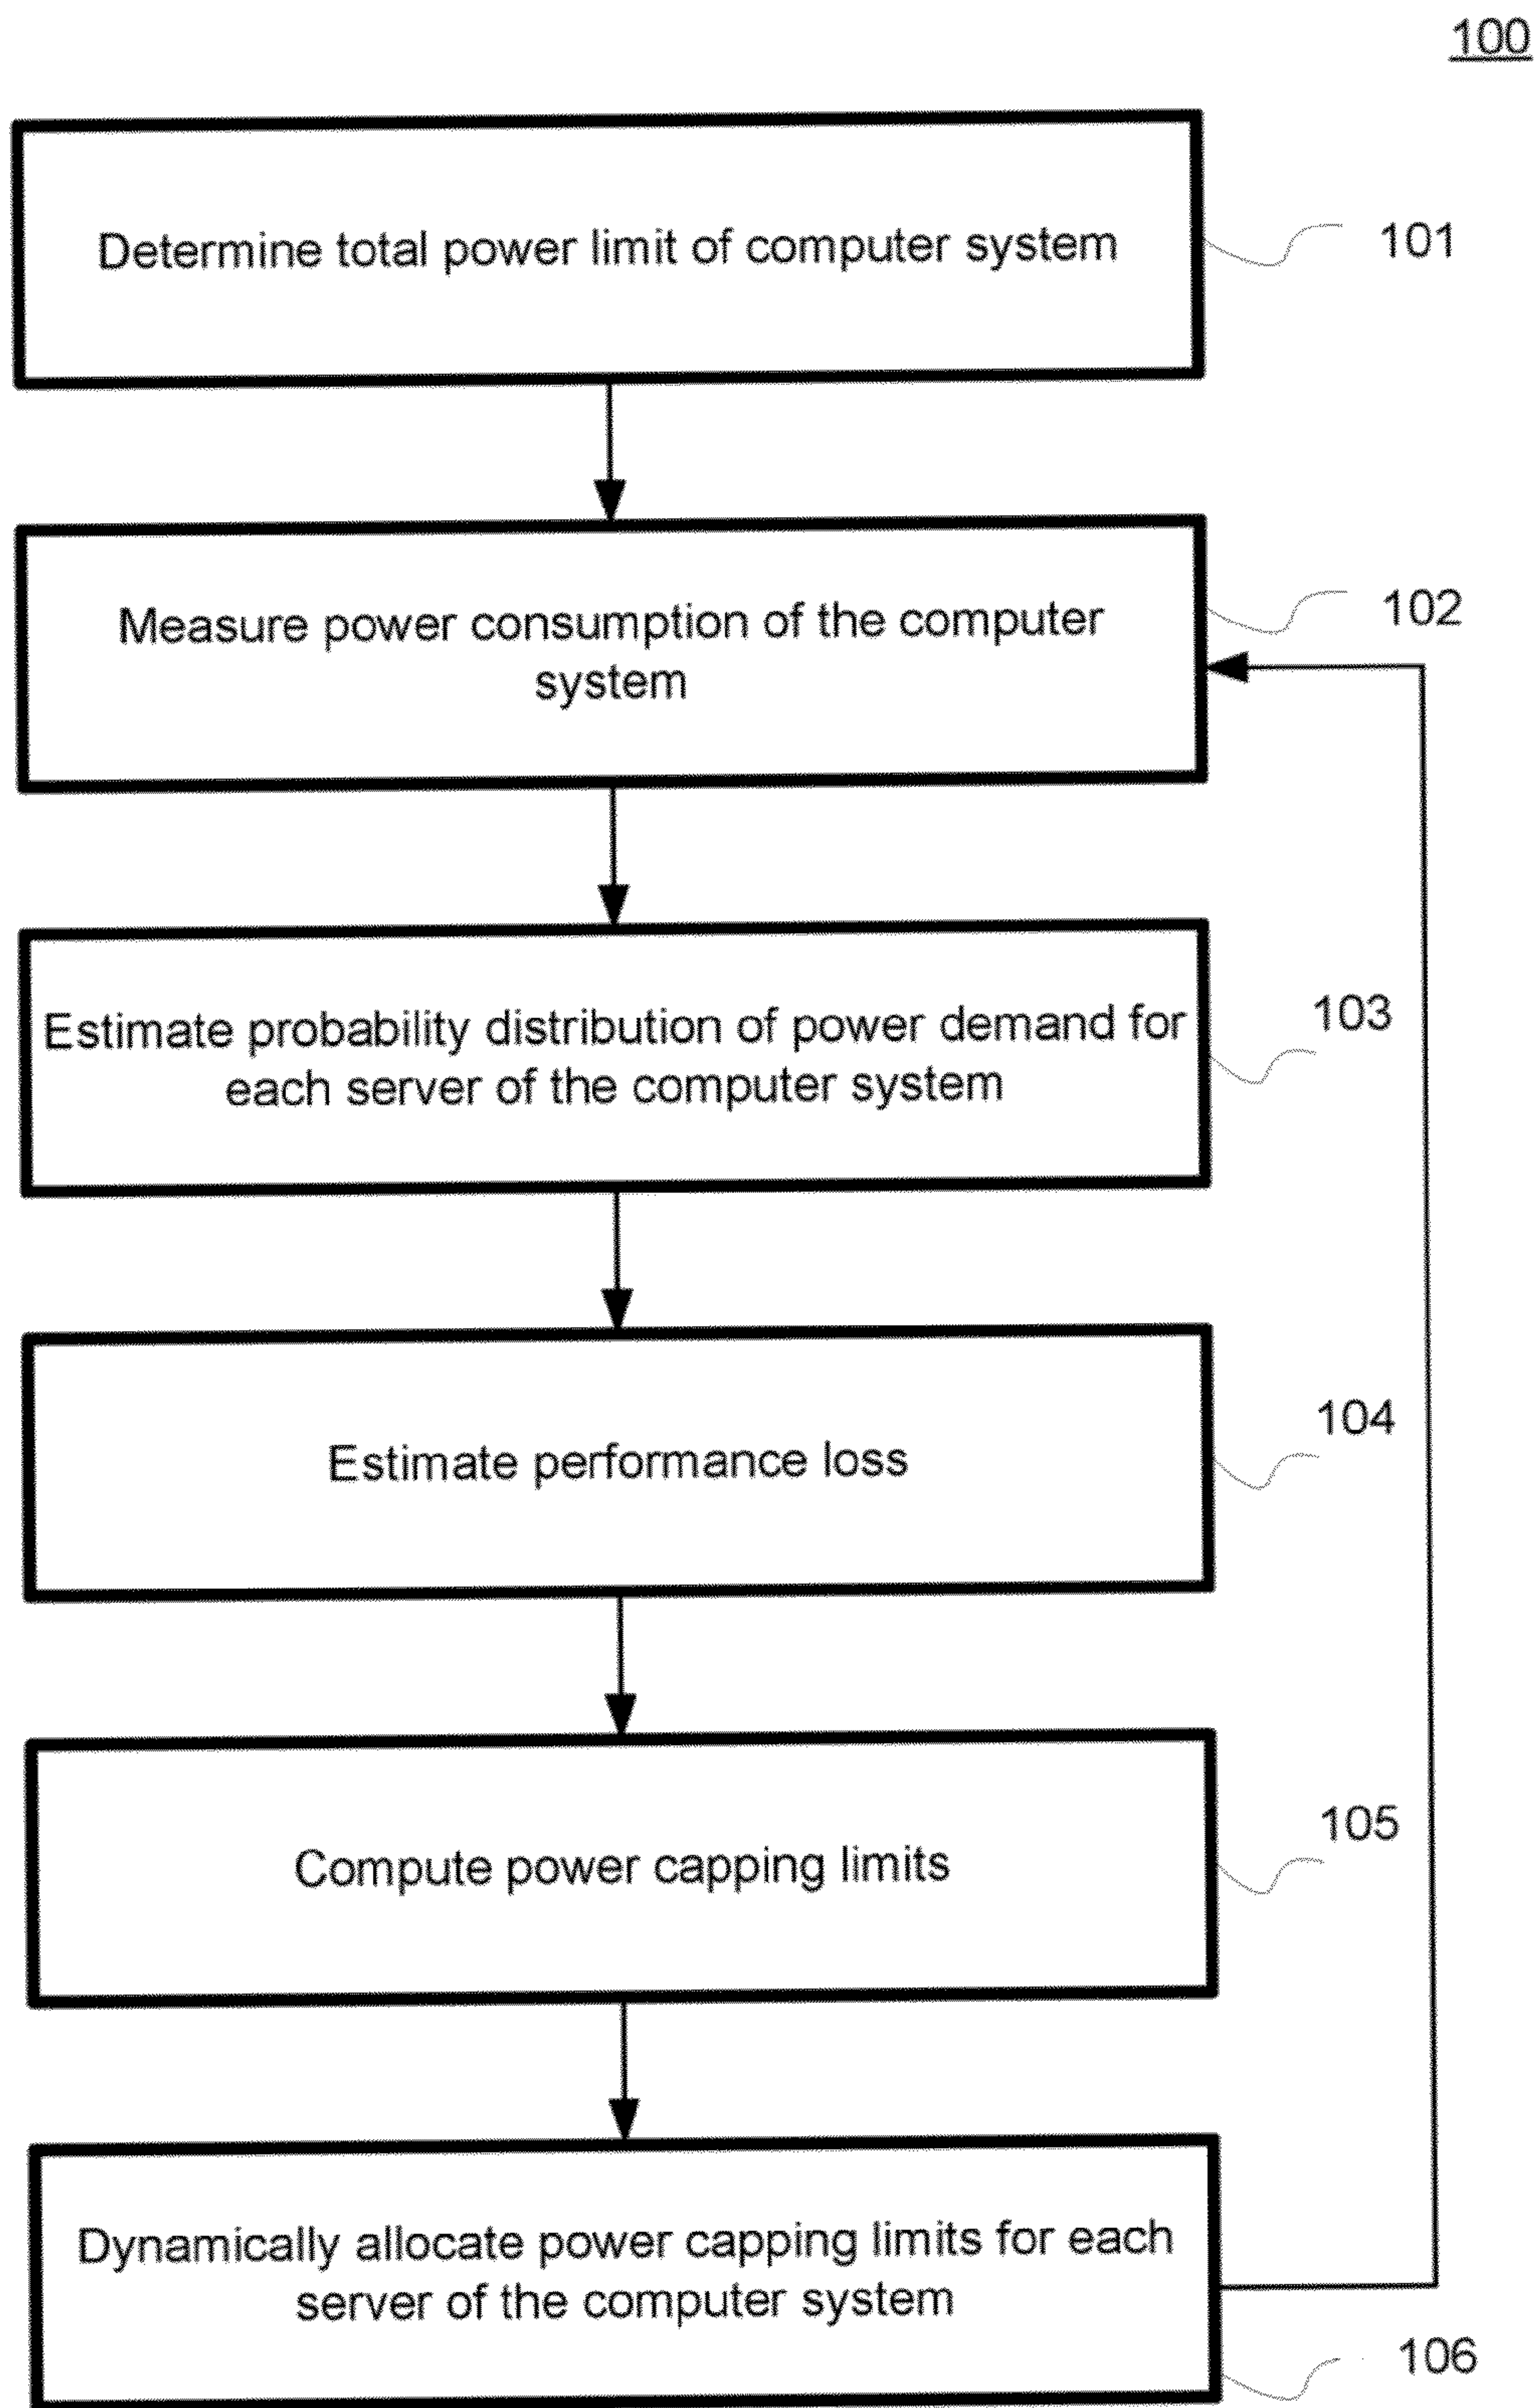 100
Determine total power limit of computer system
101
Measure power consumption of the computer
system
102
Estimate probability distribution of power demand for
each server of the computer system
103
Estimate performance loss
104
Compute power capping limits
105
Dynamically allocate power capping limits for each
server of the computer system
106